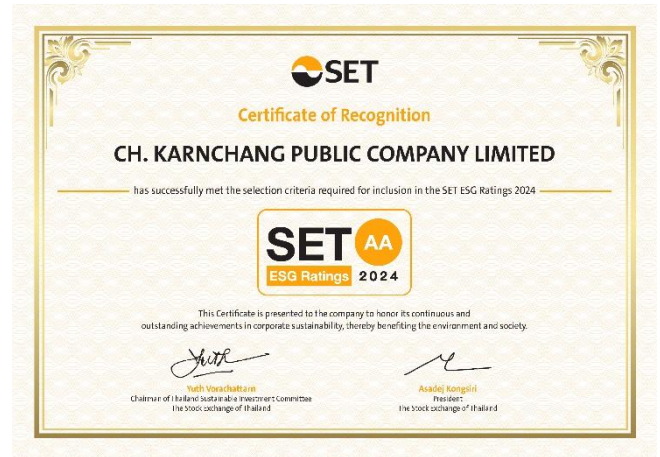 SET
Certificate of Recognition
CH. KARNCHANG PUBLIC COMPANY LIMITED
has successfully met the selection criteria required for inclusion in the SET ESG Ratings 2024
SET AA
ESG Ratings 2024
This Certificate is presented to the company to honor its continuous and
outstanding achievements in corporate sustainability, thereby benefiting the environment and society.
Yuth
Yuth Vorachattarn Asadej Kongsiri
Chairman of Thailand Sustainable Investment Committee President
The Stock Exchange of Thailand The Stock Exchange of Thailand